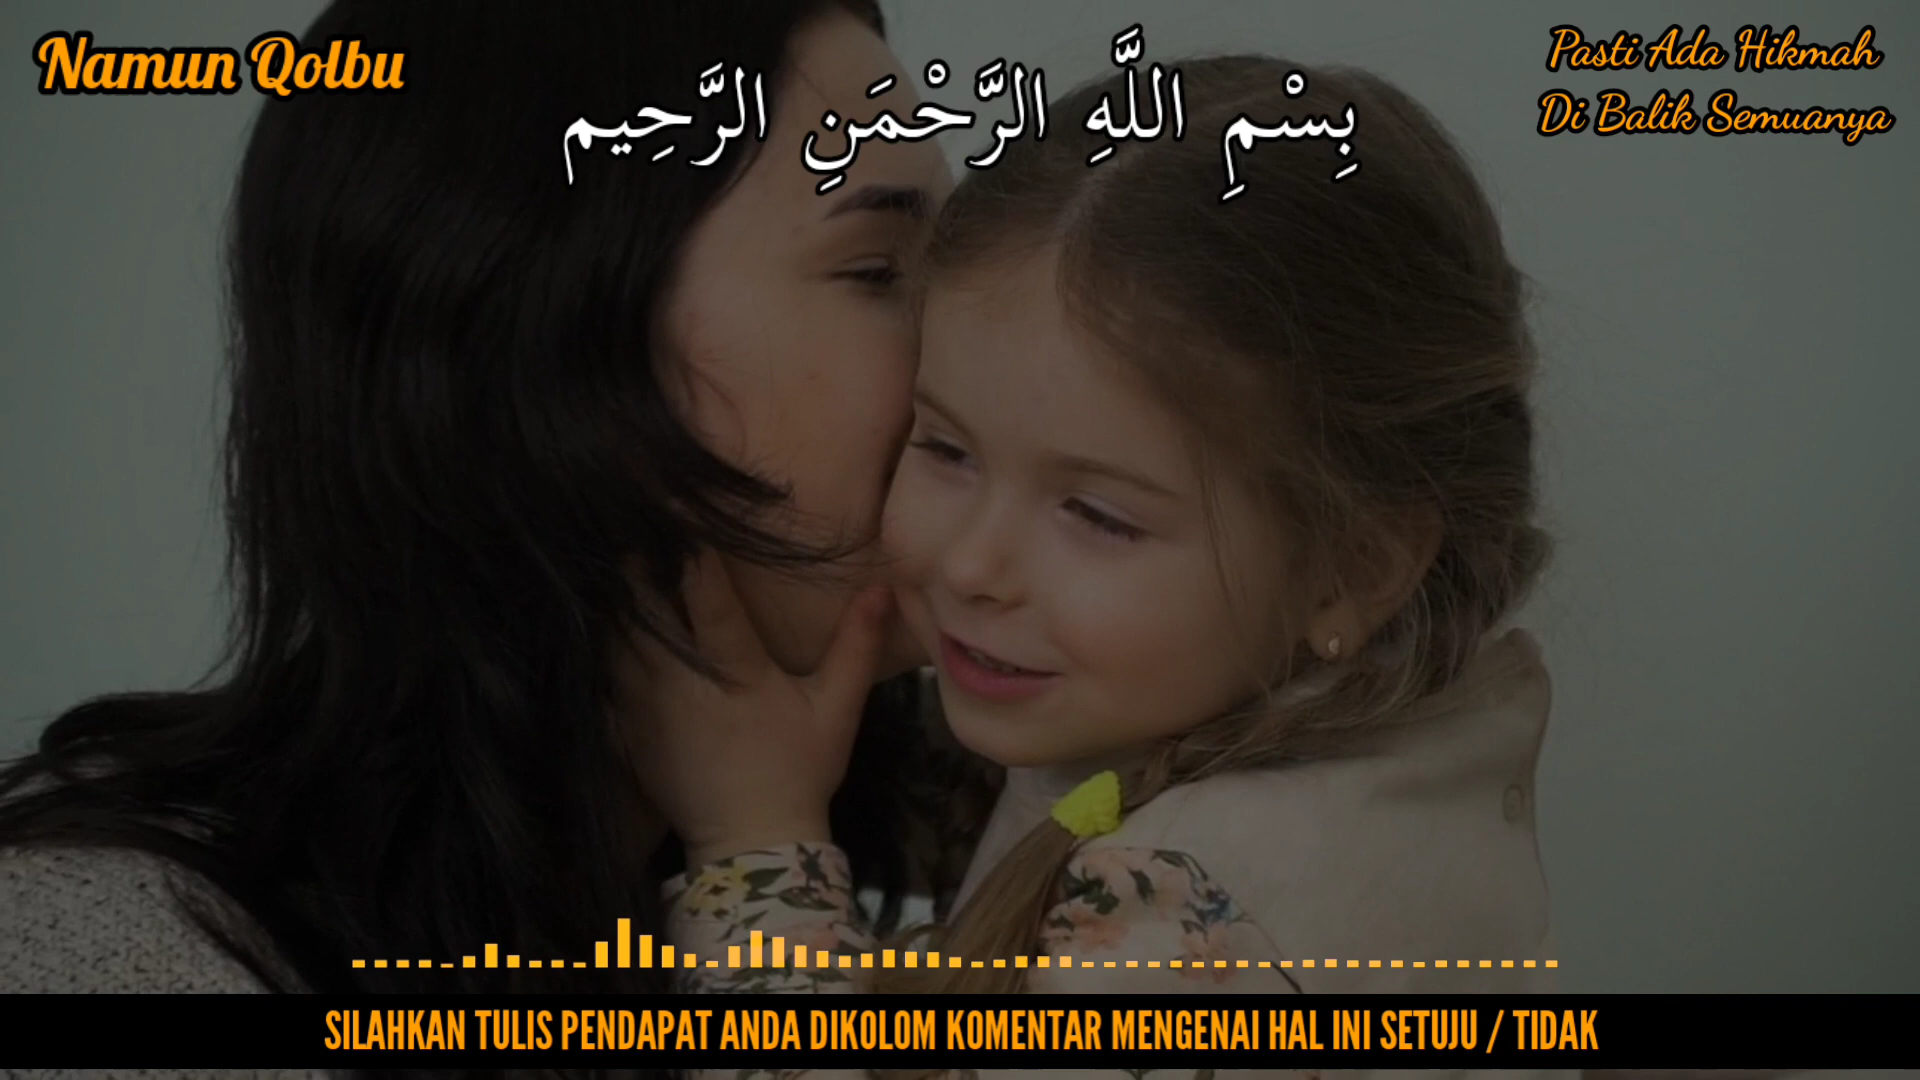 Namun Qolbu
بِسْمِ اللَّهِ الرَّحْمَنِ الرَّحِيم
Pasti Ada Hikmah
Di Balik Semuanya
SILAHKAN TULIS PENDAPAT ANDA DIKOLOM KOMENTAR MENGENAI HAL INI SETUJU / TIDAK